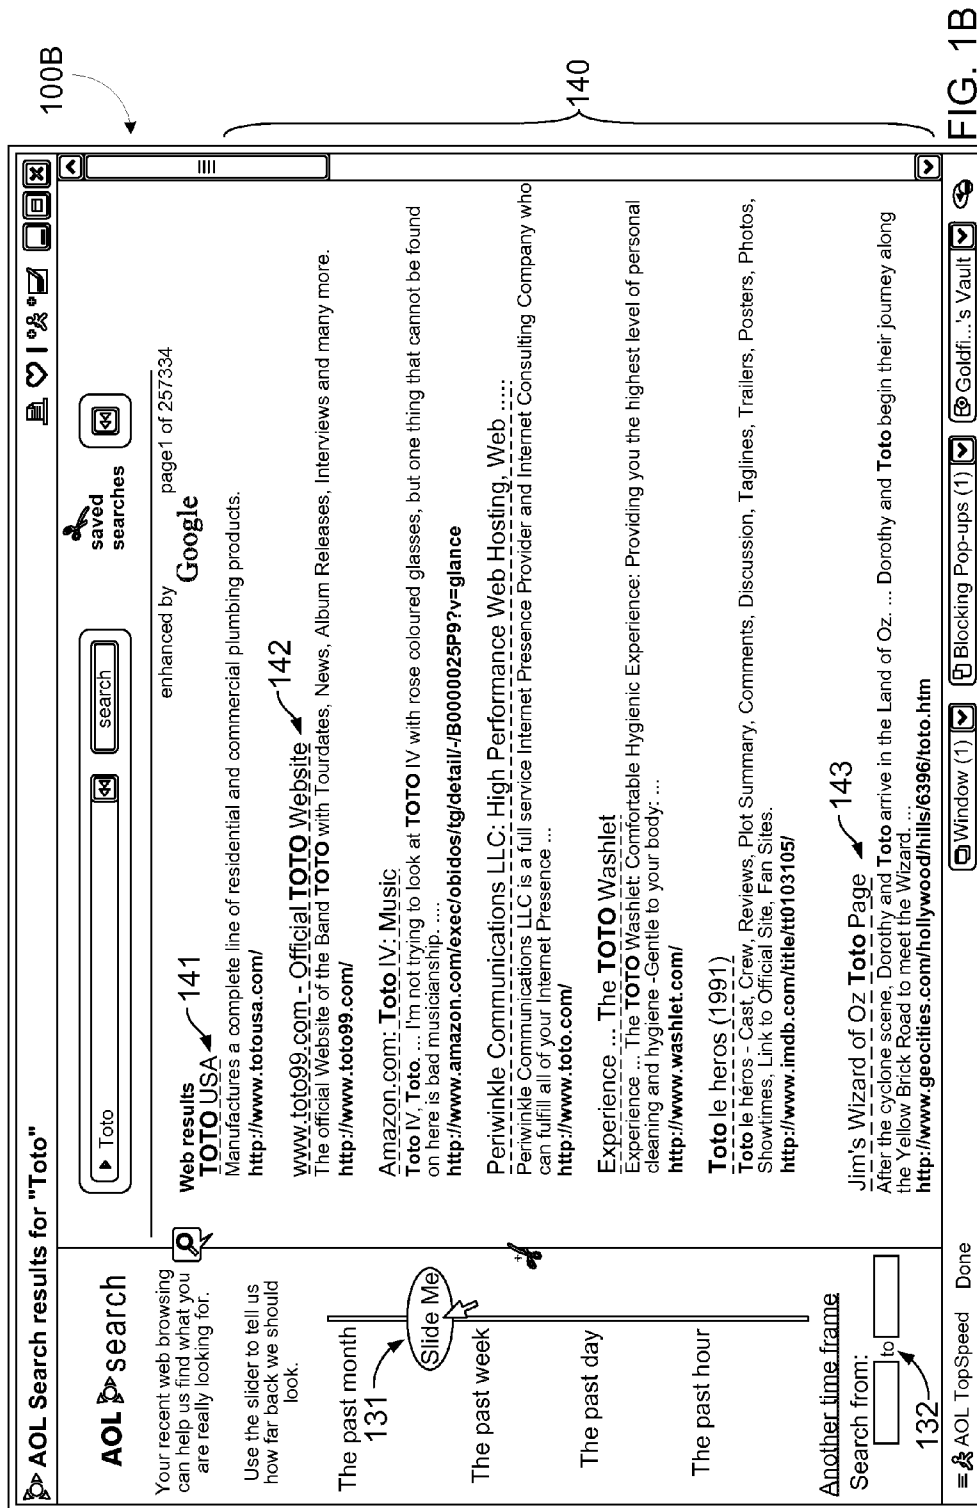 AOL Search results for "Toto"
100B
AOL search
Your recent web browsing
can help us find what you
are really looking for.
Use the slider to tell us
how far back we should
look.
The past month
131
Slide Me
The past week
The past day
The past hour
Another time frame
Search from:
to
132
Toto
search
saved
searches
enhanced by
Google
page1 of 257334
Web results
TOTO USA
141
Manufactures a complete line of residential and commercial plumbing products.
http://www.totousa.com/
www.toto99.com - Official TOTO Website
142
The official Website of the Band TOTO with Tourdates, News, Album Releases, Interviews and many more.
http://www.toto99.com/
Amazon.com: Toto IV: Music
Toto IV, Toto. ... I'm not trying to look at TOTO IV with rose coloured glasses, but one thing that cannot be found
on here is bad musicianship. ....
http://www.amazon.com/exec/obidos/tg/detail/-/B0000025P9?v=glance
Periwinkle Communications LLC: High Performance Web Hosting, Web .....
Periwinkle Communications LLC is a full service Internet Presence Provider and Internet Consulting Company who
can fulfill all of your Internet Presence ...
http://www.toto.com/
Experience ... The TOTO Washlet
Experience ... The TOTO Washlet: Comfortable Hygienic Experience: Providing you the highest level of personal
cleaning and hygiene -Gentle to your body: ...
http://www.washlet.com/
Toto le heros (1991)
Toto le héros - Cast, Crew, Reviews, Plot Summary, Comments, Discussion, Taglines, Trailers, Posters, Photos,
Showtimes, Link to Official Site, Fan Sites.
http://www.imdb.com/title/tt0103105/
Jim's Wizard of Oz Toto Page
143
After the cyclone scene, Dorothy and Toto arrive in the Land of Oz. ... Dorothy and Toto begin their journey along
the Yellow Brick Road to meet the Wizard. ...
http://www.geocities.com/hollywood/hills/6396/toto.htm
140
AOL TopSpeed
Done
Window (1)
Blocking Pop-ups (1)
Goldfi...'s Vault
FIG. 1B